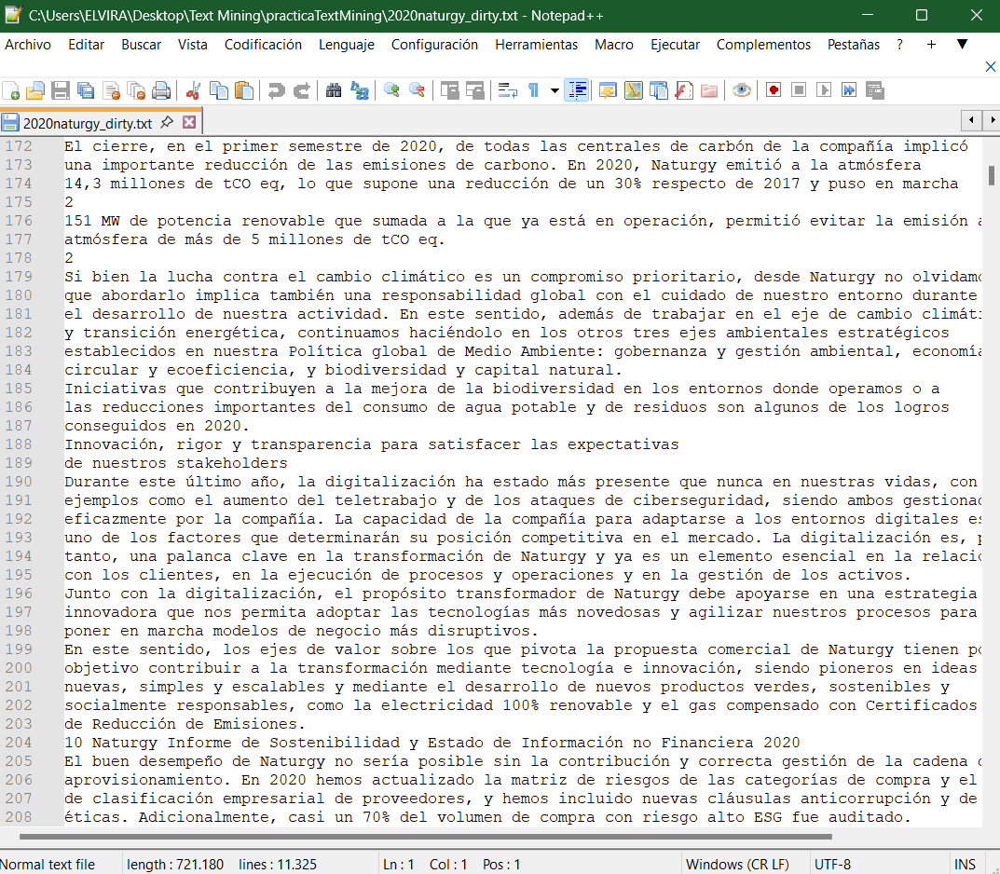 C:\Users\ELVIRA\Desktop\Text Mining\practicaTextMining\2020naturgy_dirty.txt - Notepad++
Archivo Editar Buscar Vista Codificación Lenguaje Configuración Herramientas Macro Ejecutar Complementos Pestañas ? +
2020naturgy_dirty.txt
172 El cierre, en el primer semestre de 2020, de todas las centrales de carbón de la compañía implicó
173 una importante reducción de las emisiones de carbono. En 2020, Naturgy emitió a la atmósfera
174 14,3 millones de tCO eq, lo que supone una reducción de un 30% respecto de 2017 y puso en marcha
175 2
176 151 MW de potencia renovable que sumada a la que ya está en operación, permitió evitar la emisión
177 atmósfera de más de 5 millones de tCO eq.
178 2
179 Si bien la lucha contra el cambio climático es un compromiso prioritario, desde Naturgy no
180 que abordarlo implica también una responsabilidad global con el cuidado de nuestro entorno durante
181 el desarrollo de nuestra actividad. En este sentido, además de trabajar en el eje de cambio
182 y transición energética, continuamos haciéndolo en los otros tres ejes ambientales estratégicos
183 establecidos en nuestra Política global de Medio Ambiente: gobernanza y gestión ambiental, economía
184 circular y ecoeficiencia, y biodiversidad y capital natural.
185 Iniciativas que contribuyen a la mejora de la biodiversidad en los entornos donde operamos o a
186 las reducciones importantes del consumo de agua potable y de residuos son algunos de los logros
187 conseguidos en 2020.
188 Innovación, rigor y transparencia para satisfacer las expectativas
189 de nuestros stakeholders
190 Durante este último año, la digitalización ha estado más presente que nunca en nuestras vidas, con
191 ejemplos como el aumento del teletrabajo y de los ataques de ciberseguridad, siendo ambos
192 eficazmente por la compañía. La capacidad de la compañía para adaptarse a los entornos digitales
193 uno de los factores que determinarán su posición competitiva en el mercado. La digitalización es,
194 tanto, una palanca clave en la transformación de Naturgy y ya es un elemento esencial en la
195 con los clientes, en la ejecución de procesos y operaciones y en la gestión de los activos.
196 Junto con la digitalización, el propósito transformador de Naturgy debe apoyarse en una estrategia
197 innovadora que nos permita adoptar las tecnologías más novedosas y agilizar nuestros procesos para
198 poner en marcha modelos de negocio más disruptivos.
199 En este sentido, los ejes de valor sobre los que pivota la propuesta comercial de Naturgy tienen
200 objetivo contribuir a la transformación mediante tecnología e innovación, siendo pioneros en ideas
201 nuevas, simples y escalables y mediante el desarrollo de nuevos productos verdes, sostenibles y
202 socialmente responsables, como la electricidad 100% renovable y el gas compensado con Certificados
203 de Reducción de Emisiones.
204 10 Naturgy Informe de Sostenibilidad y Estado de Información no Financiera 2020
205 El buen desempeño de Naturgy no sería posible sin la contribución y correcta gestión de la cadena
206 aprovisionamiento. En 2020 hemos actualizado la matriz de riesgos de las categorías de compra y el
207 de clasificación empresarial de proveedores, y hemos incluido nuevas cláusulas anticorrupción y de
208 éticas. Adicionalmente, casi un 70% del volumen de compra con riesgo alto ESG fue auditado.
Normal text file length : 721.180 lines : 11.325 Ln : 1 Col : 1 Pos : 1 Windows (CR LF) UTF-8 INS